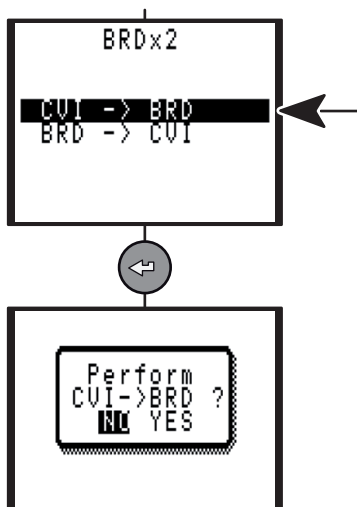 BRDx2
CVI -> BRD
BRD -> CVI
Perform
CVI->BRD ?
NO YES